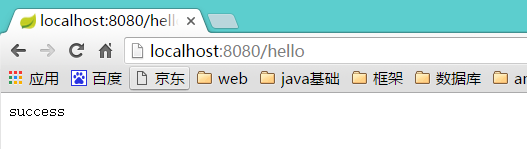 localhost:8080/hell
localhost:8080/hello
应用 百度 京东 web java基础 框架 数据库 an
success